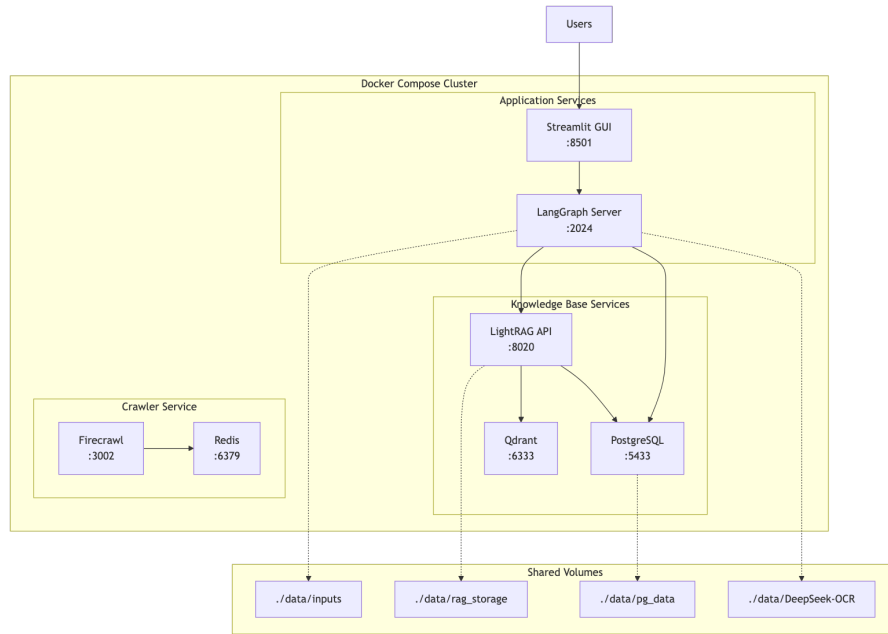 Users
Docker Compose Cluster
Application Services
Streamlit GUI
:8501
LangGraph Server
:2024
Knowledge Base Services
LightRAG API
:8020
Crawler Service
Firecrawl
:3002
Redis
:6379
Qdrant
:6333
PostgreSQL
:5433
Shared Volumes
./data/inputs
./data/rag_storage
./data/pg_data
./data/DeepSeek-OCR